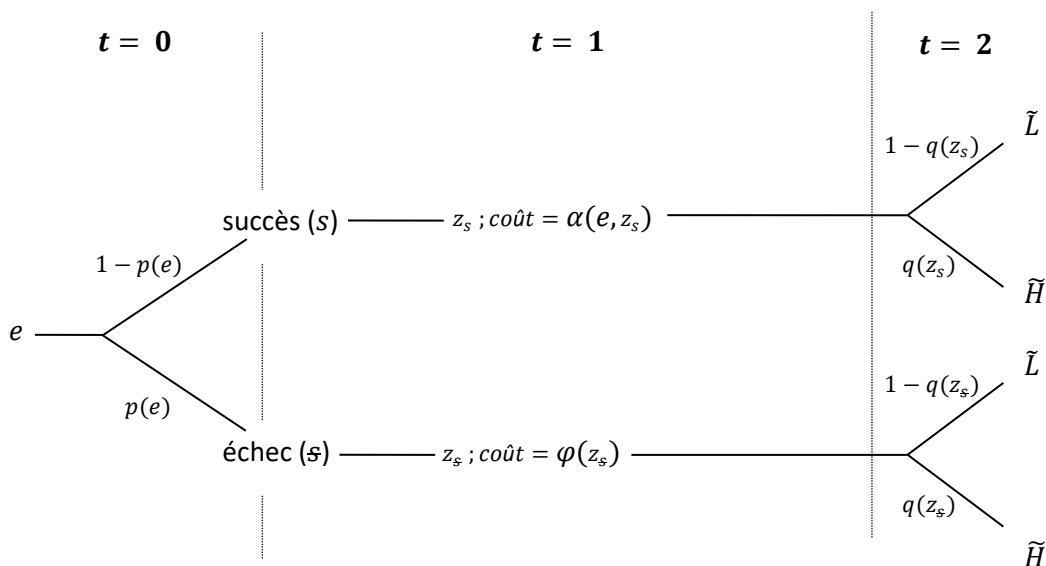 t = 0
t = 1
t = 2
L̃
1 − q(z_s)
succès (s)
z_s ; coût = α(e, z_s)
1 − p(e)
q(z_s)
H̃
e
L̃
p(e)
1 − q(z_s̶)
échec (s̶)
z_s̶ ; coût = φ(z_s̶)
q(z_s̶)
H̃